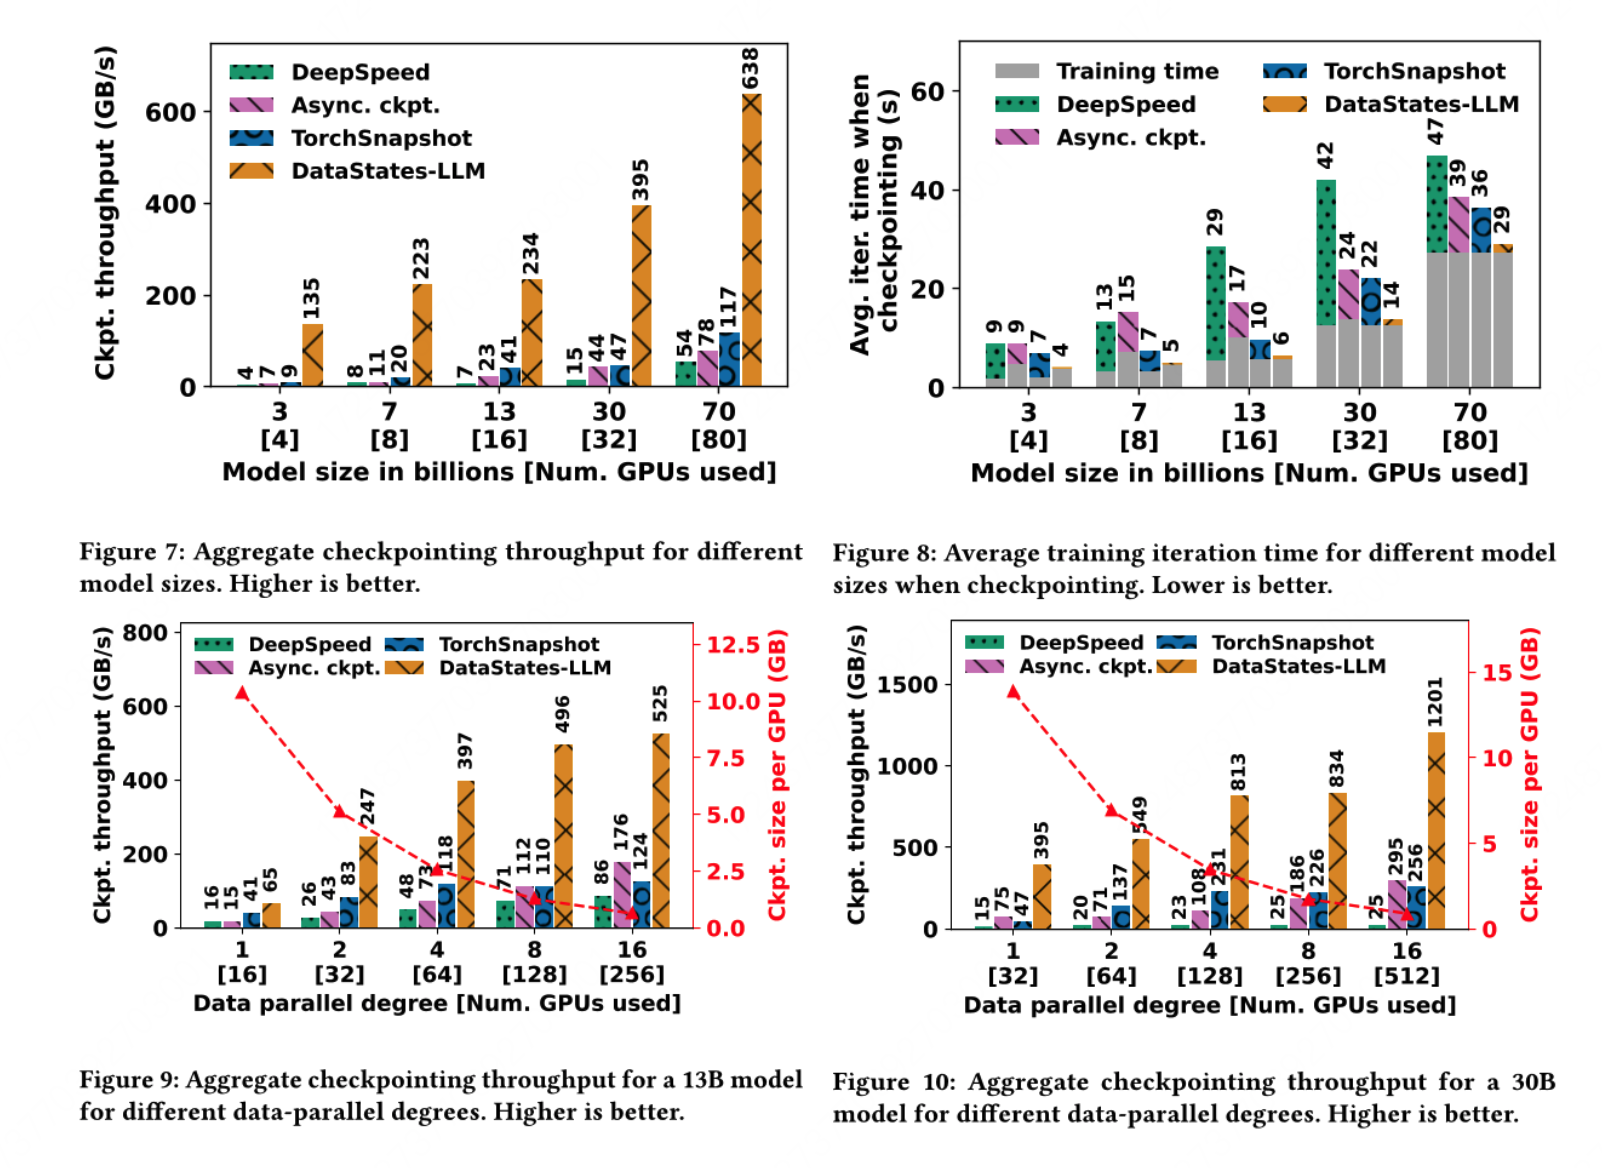 Ckpt. throughput (GB/s)
600
400
200
0
DeepSpeed
Async. ckpt.
TorchSnapshot
DataStates-LLM
4 7 9 135
8 11 20 223
7 23 41 234
15 44 47 395
54 78 117 638
3 7 13 30 70
[4] [8] [16] [32] [80]
Model size in billions [Num. GPUs used]
Figure 7: Aggregate checkpointing throughput for different
model sizes. Higher is better.
Avg. iter. time when
checkpointing (s)
60
40
20
0
Training time
DeepSpeed
Async. ckpt.
TorchSnapshot
DataStates-LLM
9 9 7 4
13 15 7 5
29 17 10 6
42 24 22 14
47 39 36 29
3 7 13 30 70
[4] [8] [16] [32] [80]
Model size in billions [Num. GPUs used]
Figure 8: Average training iteration time for different model
sizes when checkpointing. Lower is better.
Ckpt. throughput (GB/s)
800
600
400
200
0
DeepSpeed
Async. ckpt.
TorchSnapshot
DataStates-LLM
16 15 41 65
26 43 83 247
48 73 118 397
71 112 110 496
86 176 124 525
12.5
10.0
7.5
5.0
2.5
0.0
Ckpt. size per GPU (GB)
1 2 4 8 16
[16] [32] [64] [128] [256]
Data parallel degree [Num. GPUs used]
Figure 9: Aggregate checkpointing throughput for a 13B model
for different data-parallel degrees. Higher is better.
Ckpt. throughput (GB/s)
1500
1000
500
0
DeepSpeed
Async. ckpt.
TorchSnapshot
DataStates-LLM
15 75 47 395
20 71 137 549
23 108 231 813
25 186 226 834
25 295 256 1201
15
10
5
0
Ckpt. size per GPU (GB)
1 2 4 8 16
[32] [64] [128] [256] [512]
Data parallel degree [Num. GPUs used]
Figure 10: Aggregate checkpointing throughput for a 30B
model for different data-parallel degrees. Higher is better.